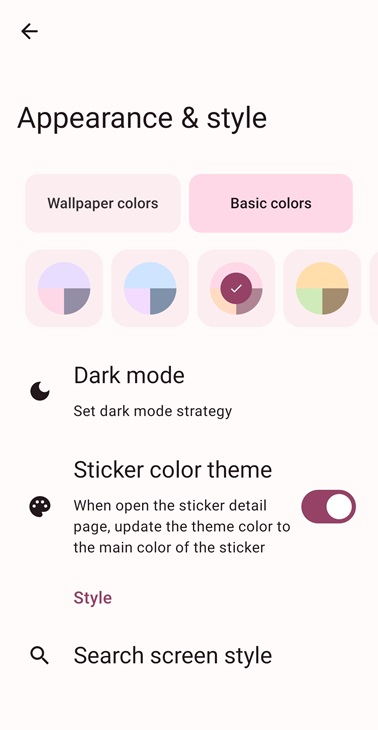 Appearance & style
Wallpaper colors
Basic colors
Dark mode
Set dark mode strategy
Sticker color theme
When open the sticker detail
page, update the theme color to
the main color of the sticker
Style
Search screen style